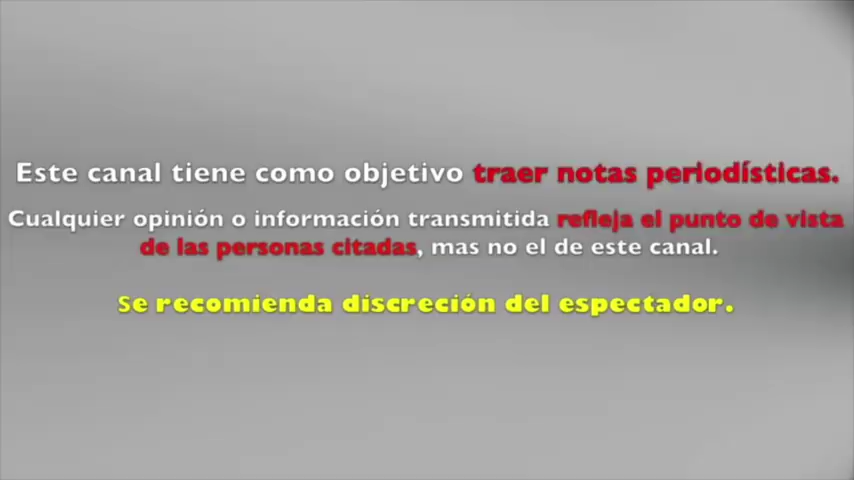 Este canal tiene como objetivo traer notas periodísticas.
Cualquier opinión o información transmitida refleja el punto de vista
de las personas citadas, mas no el de este canal.
Se recomienda discreción del espectador.